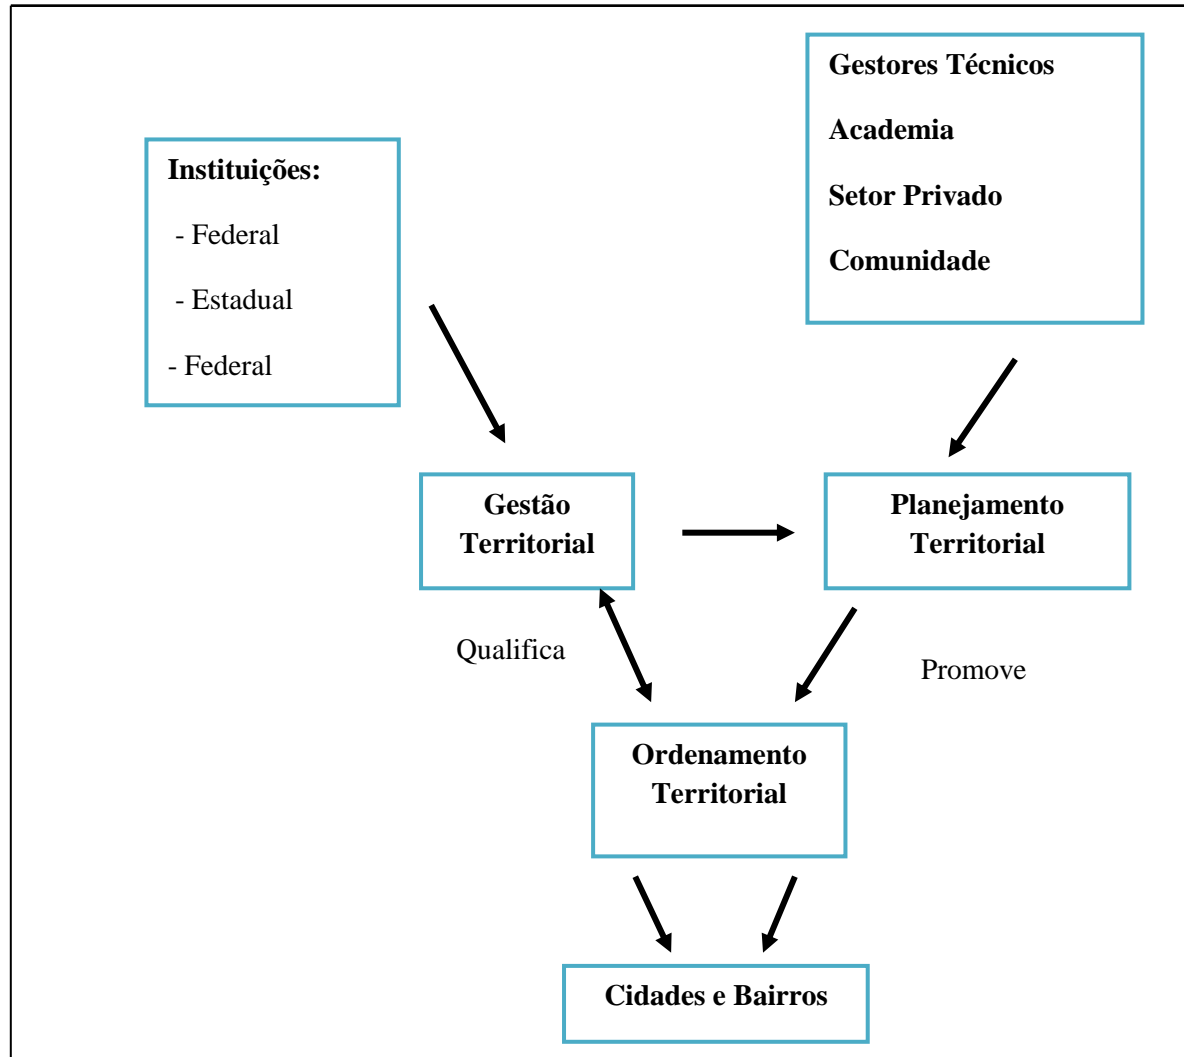 Gestores Técnicos
Academia
Setor Privado
Comunidade
Instituições:
- Federal
- Estadual
- Federal
Gestão
Territorial
Planejamento
Territorial
Qualifica
Promove
Ordenamento
Territorial
Cidades e Bairros